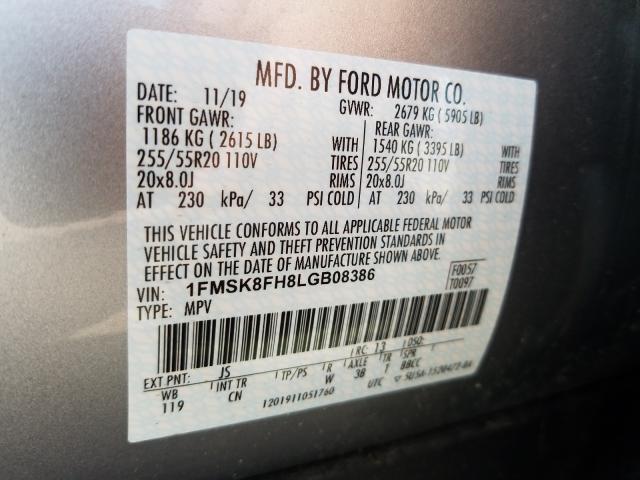 MFD. BY FORD MOTOR CO.
DATE: 11/19 GVWR: 2679 KG ( 5905 LB)
FRONT GAWR: REAR GAWR:
1186 KG ( 2615 LB) WITH 1540 KG ( 3395 LB) WITH
255/55R20 110V TIRES 255/55R20 110V TIRES
20x8.0J RIMS 20x8.0J RIMS
AT 230 kPa/ 33 PSI COLD AT 230 kPa/ 33 PSI COLD
THIS VEHICLE CONFORMS TO ALL APPLICABLE FEDERAL MOTOR
VEHICLE SAFETY AND THEFT PREVENTION STANDARDS IN
EFFECT ON THE DATE OF MANUFACTURE SHOWN ABOVE.
VIN: 1FMSK8FH8LGB08386 F0057
TYPE: MPV T0097
EXT PNT: JS RC: 13 DSO:
WB INT TR TP/PS R AXLE TR SPR
119 CN W 3B T BBCC
1201911051760 UTC